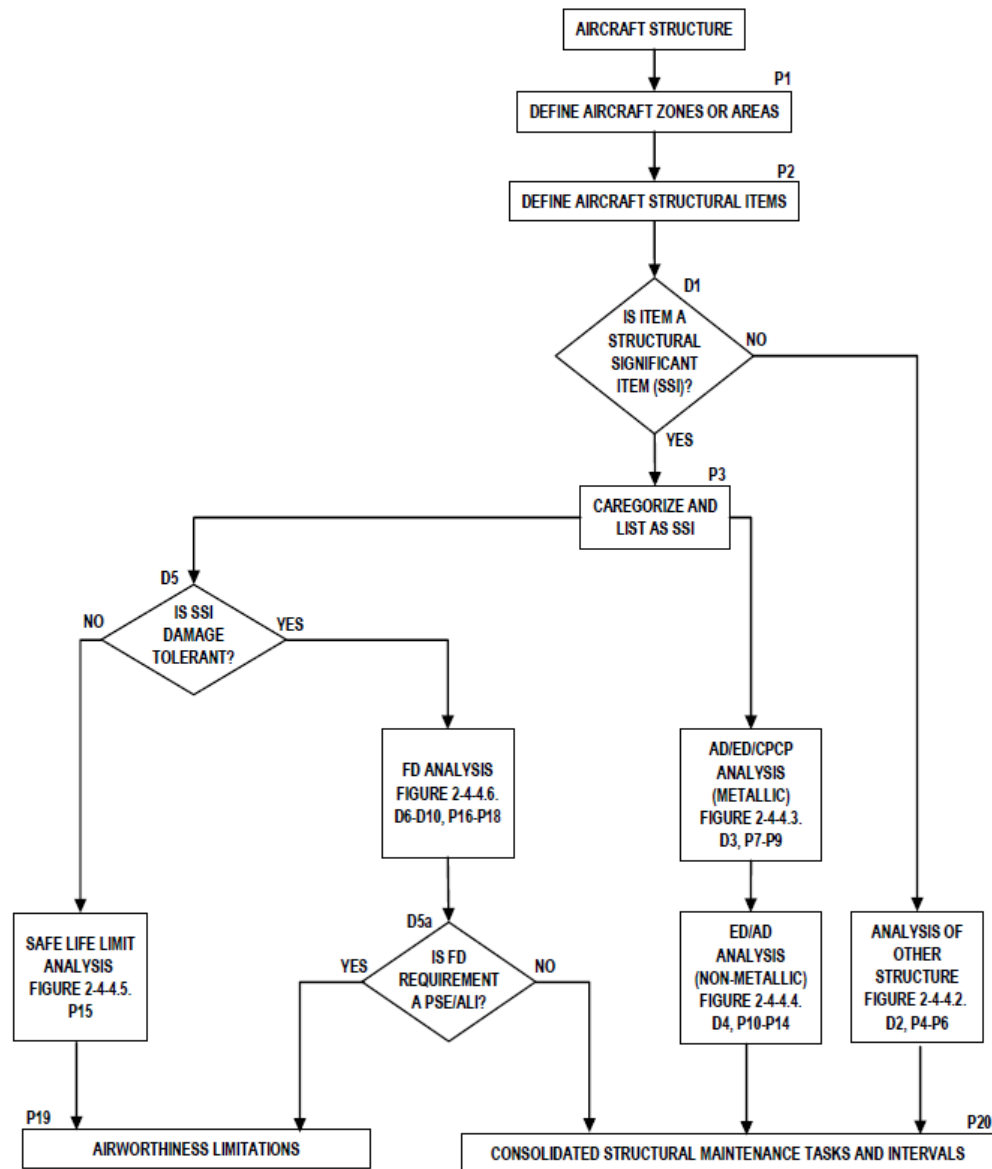 AIRCRAFT STRUCTURE
P1
DEFINE AIRCRAFT ZONES OR AREAS
P2
DEFINE AIRCRAFT STRUCTURAL ITEMS
D1
IS ITEM A
STRUCTURAL
SIGNIFICANT
ITEM (SSI)?
NO
YES
P3
CAREGORIZE AND
LIST AS SSI
D5
IS SSI
DAMAGE
TOLERANT?
NO
YES
FD ANALYSIS
FIGURE 2-4-4.6.
D6-D10, P16-P18
AD/ED/CPCP
ANALYSIS
(METALLIC)
FIGURE 2-4-4.3.
D3, P7-P9
D5a
IS FD
REQUIREMENT
A PSE/ALI?
YES
NO
SAFE LIFE LIMIT
ANALYSIS
FIGURE 2-4-4.5.
P15
ED/AD
ANALYSIS
(NON-METALLIC)
FIGURE 2-4-4.4.
D4, P10-P14
ANALYSIS OF
OTHER
STRUCTURE
FIGURE 2-4-4.2.
D2, P4-P6
P19
AIRWORTHINESS LIMITATIONS
P20
CONSOLIDATED STRUCTURAL MAINTENANCE TASKS AND INTERVALS